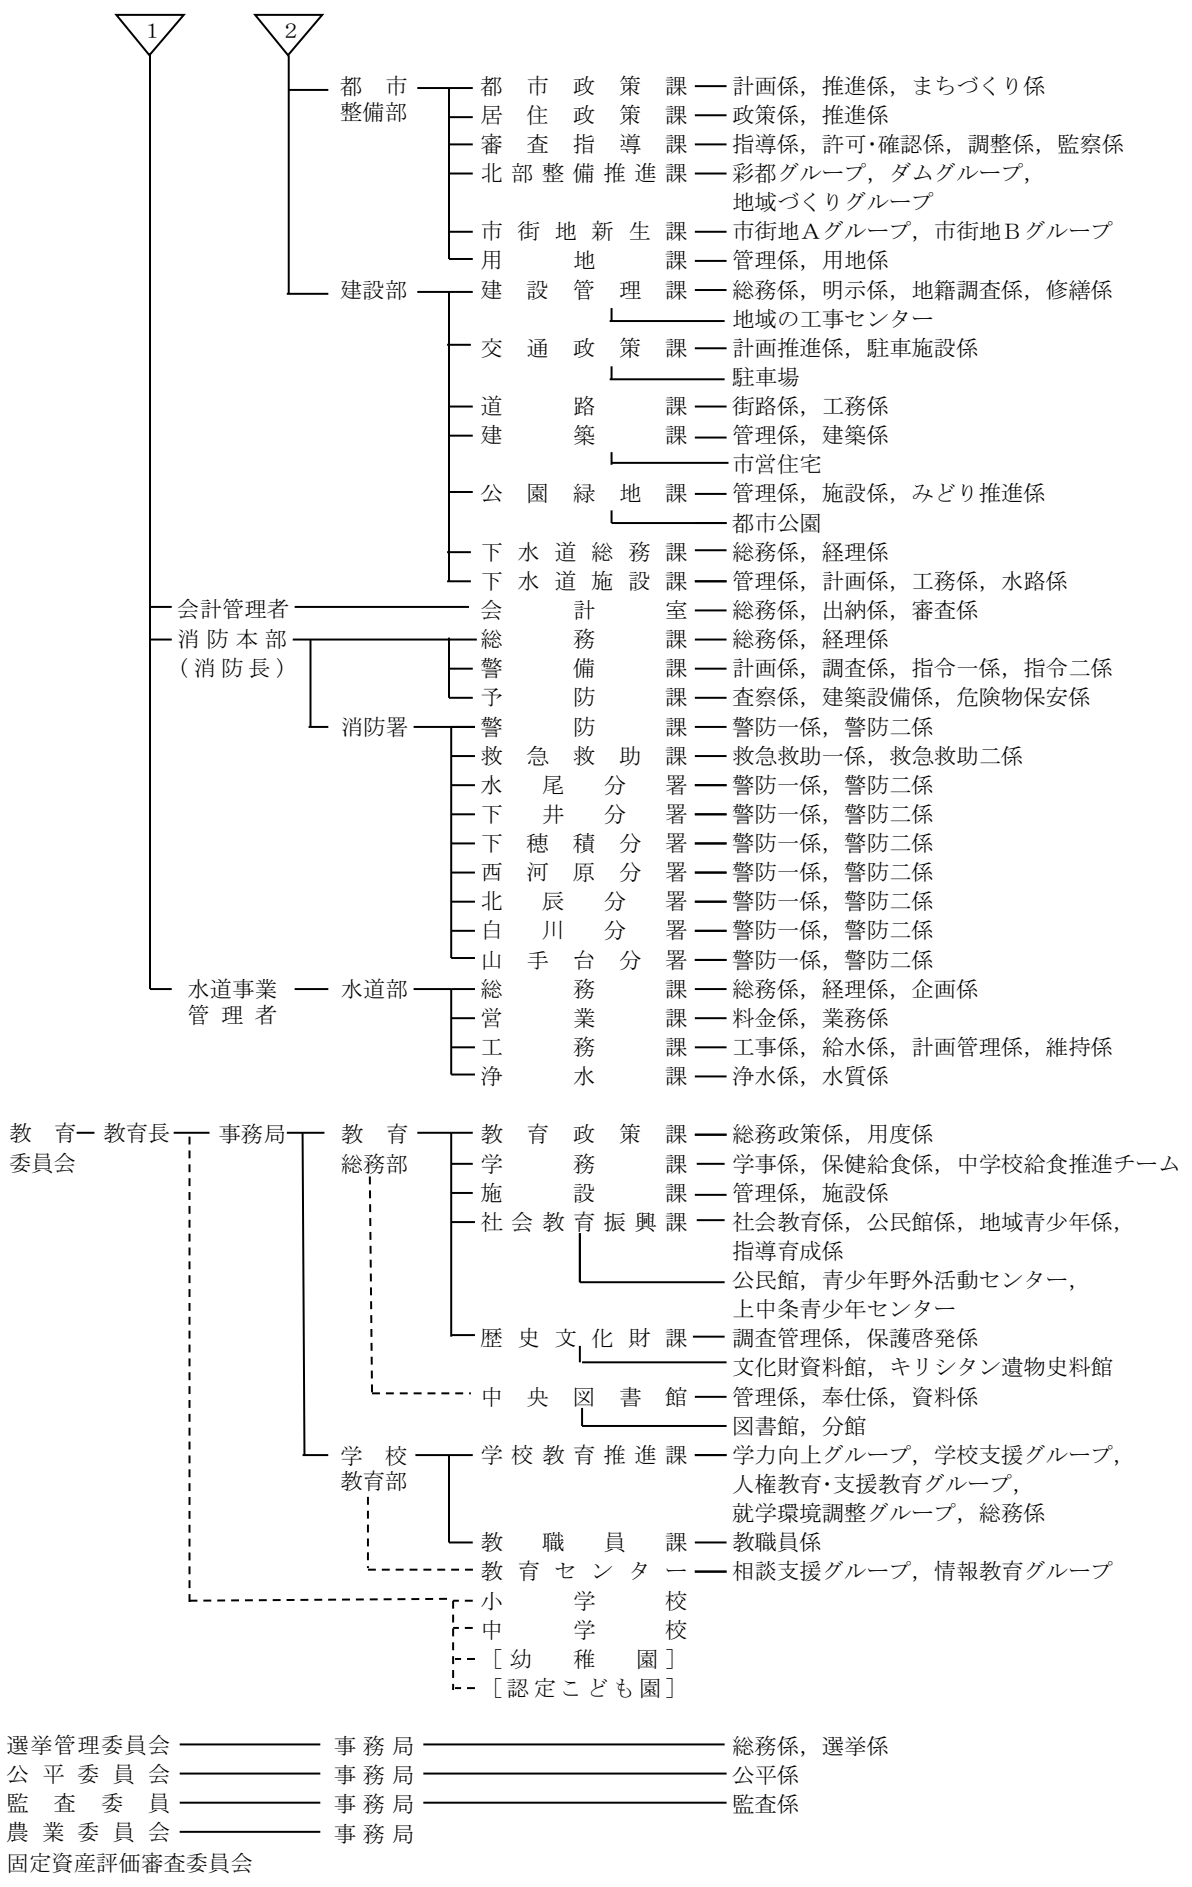 1 2
都市 都市政策課 計画係，推進係，まちづくり係
整備部
居住政策課 政策係，推進係
審査指導課 指導係，許可・確認係，調整係，監察係
北部整備推進課 彩都グループ，ダムグループ，
地域づくりグループ
市街地新生課 市街地Ａグループ，市街地Ｂグループ
用地課 管理係，用地係
建設部 建設管理課 総務係，明示係，地籍調査係，修繕係
地域の工事センター
交通政策課 計画推進係，駐車施設係
駐車場
道路課 街路係，工務係
建築課 管理係，建築係
市営住宅
公園緑地課 管理係，施設係，みどり推進係
都市公園
下水道総務課 総務係，経理係
下水道施設課 管理係，計画係，工務係，水路係
会計管理者 会計室 総務係，出納係，審査係
消防本部 総務課 総務係，経理係
（消防長） 警備課 計画係，調査係，指令一係，指令二係
予防課 査察係，建築設備係，危険物保安係
消防署 警防課 警防一係，警防二係
救急救助課 救急救助一係，救急救助二係
水尾分署 警防一係，警防二係
下井分署 警防一係，警防二係
下穂積分署 警防一係，警防二係
西河原分署 警防一係，警防二係
北辰分署 警防一係，警防二係
白川分署 警防一係，警防二係
山手台分署 警防一係，警防二係
水道事業 水道部 総務課 総務係，経理係，企画係
管理者 営業課 料金係，業務係
工務課 工事係，給水係，計画管理係，維持係
浄水課 浄水係，水質係
教育 教育長 事務局 教育 教育政策課 総務政策係，用度係
委員会 総務部 学務課 学事係，保健給食係，中学校給食推進チーム
施設課 管理係，施設係
社会教育振興課 社会教育係，公民館係，地域青少年係，
指導育成係
公民館，青少年野外活動センター，
上中条青少年センター
歴史文化財課 調査管理係，保護啓発係
文化財資料館，キリシタン遺物史料館
中央図書館 管理係，奉仕係，資料係
図書館，分館
学校 学校教育推進課 学力向上グループ，学校支援グループ，
教育部 人権教育・支援教育グループ，
就学環境調整グループ，総務係
教職員課 教職員係
教育センター 相談支援グループ，情報教育グループ
小学校
中学校
［幼稚園］
［認定こども園］
選挙管理委員会 事務局 総務係，選挙係
公平委員会 事務局 公平係
監査委員 事務局 監査係
農業委員会 事務局
固定資産評価審査委員会